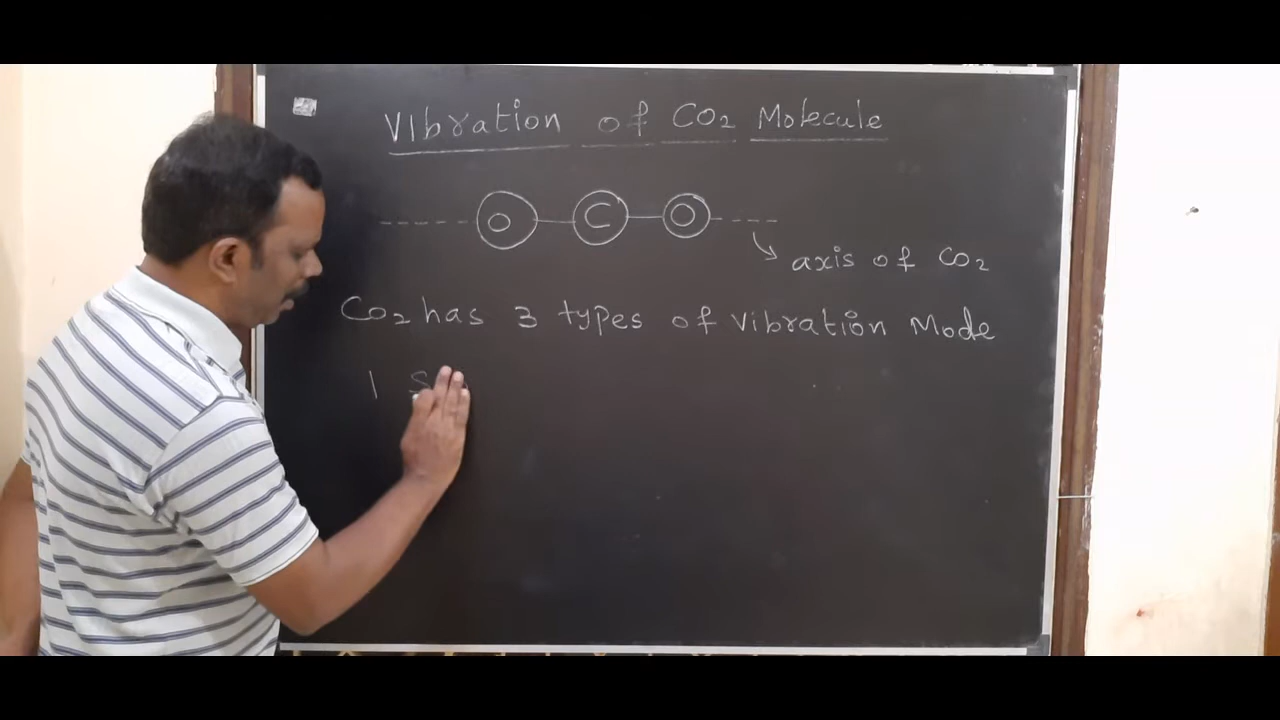 Vibration of CO2 Molecule
O C O
axis of CO2
CO2 has 3 types of vibration Mode
1 S